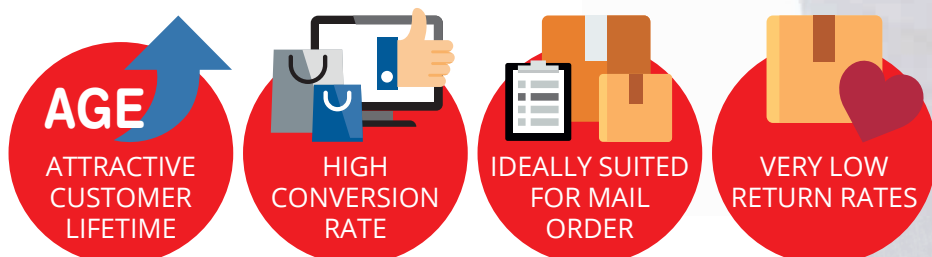 AGE
ATTRACTIVE
CUSTOMER
LIFETIME
HIGH
CONVERSION
RATE
IDEALLY SUITED
FOR MAIL
ORDER
VERY LOW
RETURN RATES